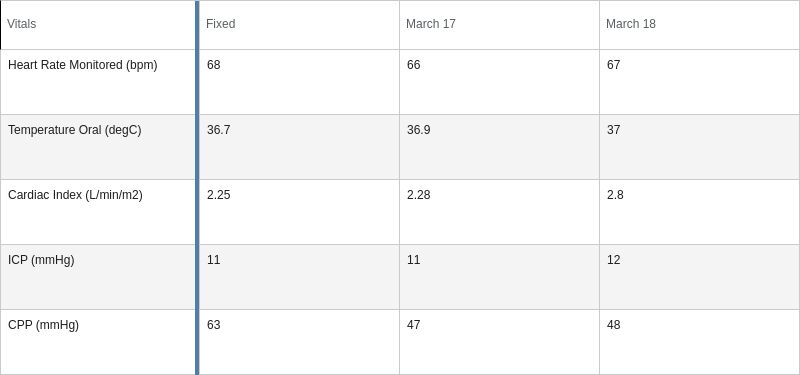 Vitals Fixed March 17 March 18
Heart Rate Monitored (bpm) 68 66 67
Temperature Oral (degC) 36.7 36.9 37
Cardiac Index (L/min/m2) 2.25 2.28 2.8
ICP (mmHg) 11 11 12
CPP (mmHg) 63 47 48